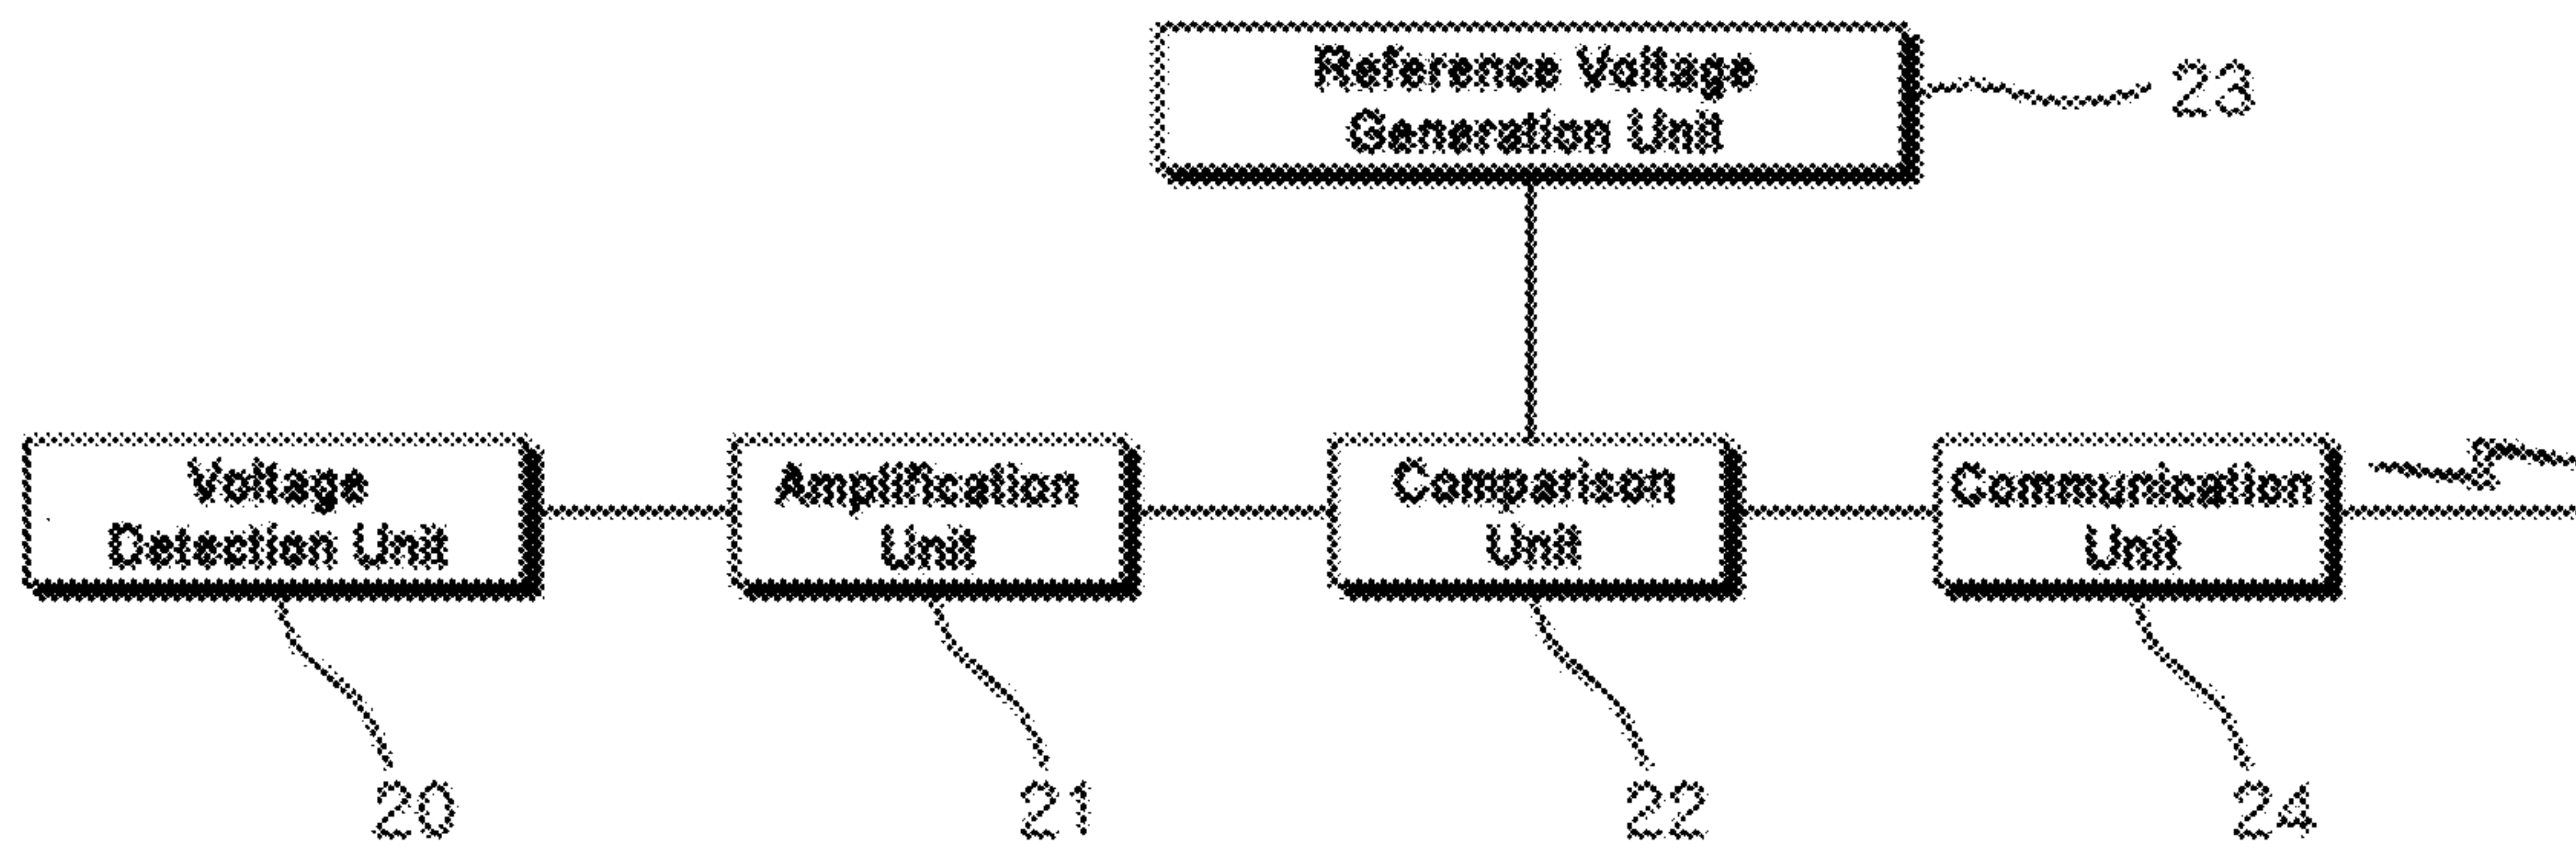 Reference Voltage
Generation Unit
23
Voltage
Detection Unit
Amplification
Unit
Comparison
Unit
Communication
Unit
20
21
22
24